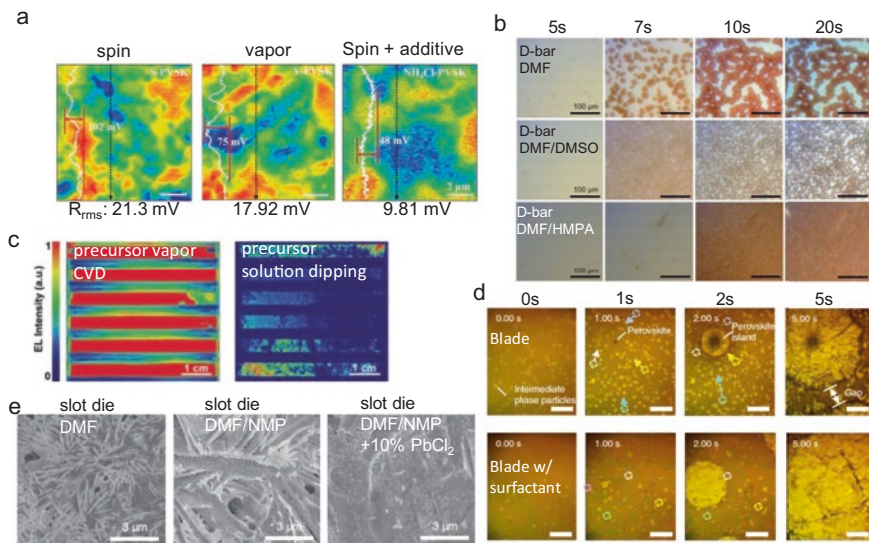 a
spin
vapor
Spin + additive
S-PVSK
V-PVSK
NH₄Cl-PVSK
102 mV
75 mV
48 mV
2 μm
Rrms: 21.3 mV
17.92 mV
9.81 mV
b
5s
7s
10s
20s
D-bar
DMF
100 μm
D-bar
DMF/DMSO
100 μm
D-bar
DMF/HMPA
100 μm
c
EL Intensity (a.u.)
1
0
precursor vapor
CVD
1 cm
precursor
solution dipping
1 cm
d
0s
1s
2s
5s
0.00 s
Blade
Intermediate
phase particles
1.00 s
Perovskite
2.00 s
Perovskite
island
5.00 s
Gap
0.00 s
Blade w/
surfactant
1.00 s
2.00 s
5.00 s
e
slot die
DMF
3 μm
slot die
DMF/NMP
3 μm
slot die
DMF/NMP
+10% PbCl₂
3 μm